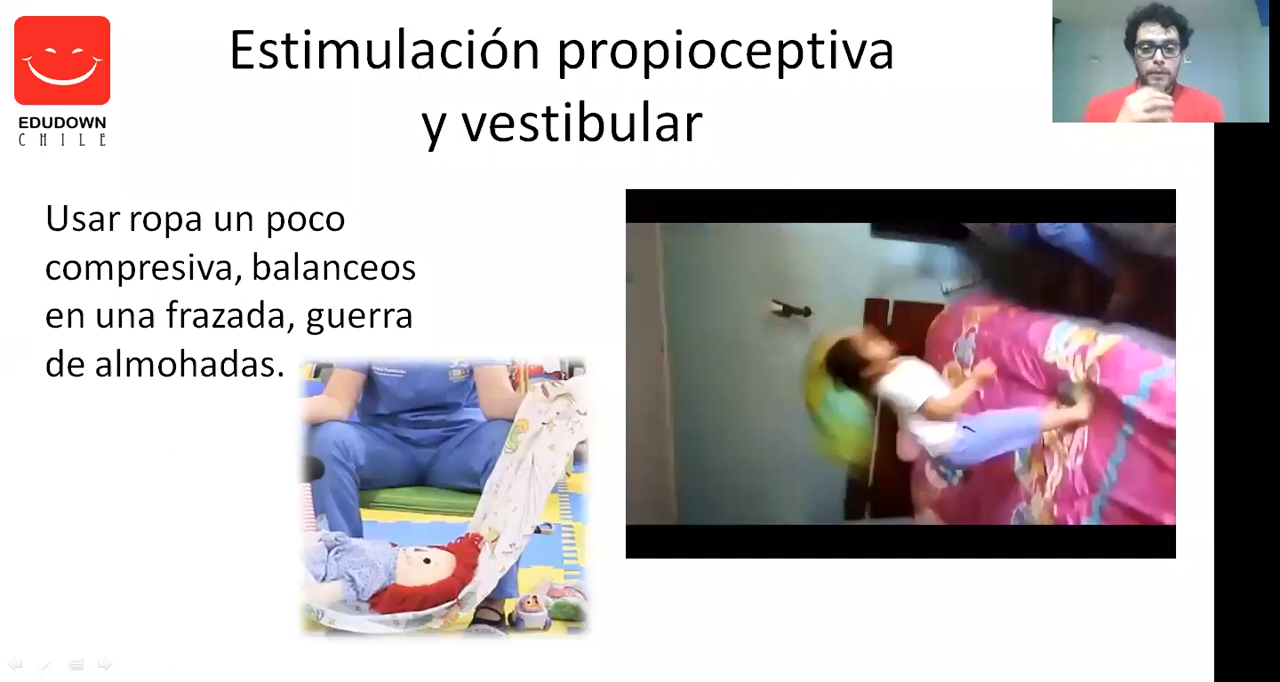 Estimulación propioceptiva
y vestibular
EDUDOWN
CHILE
Usar ropa un poco
compresiva, balanceos
en una frazada, guerra
de almohadas.